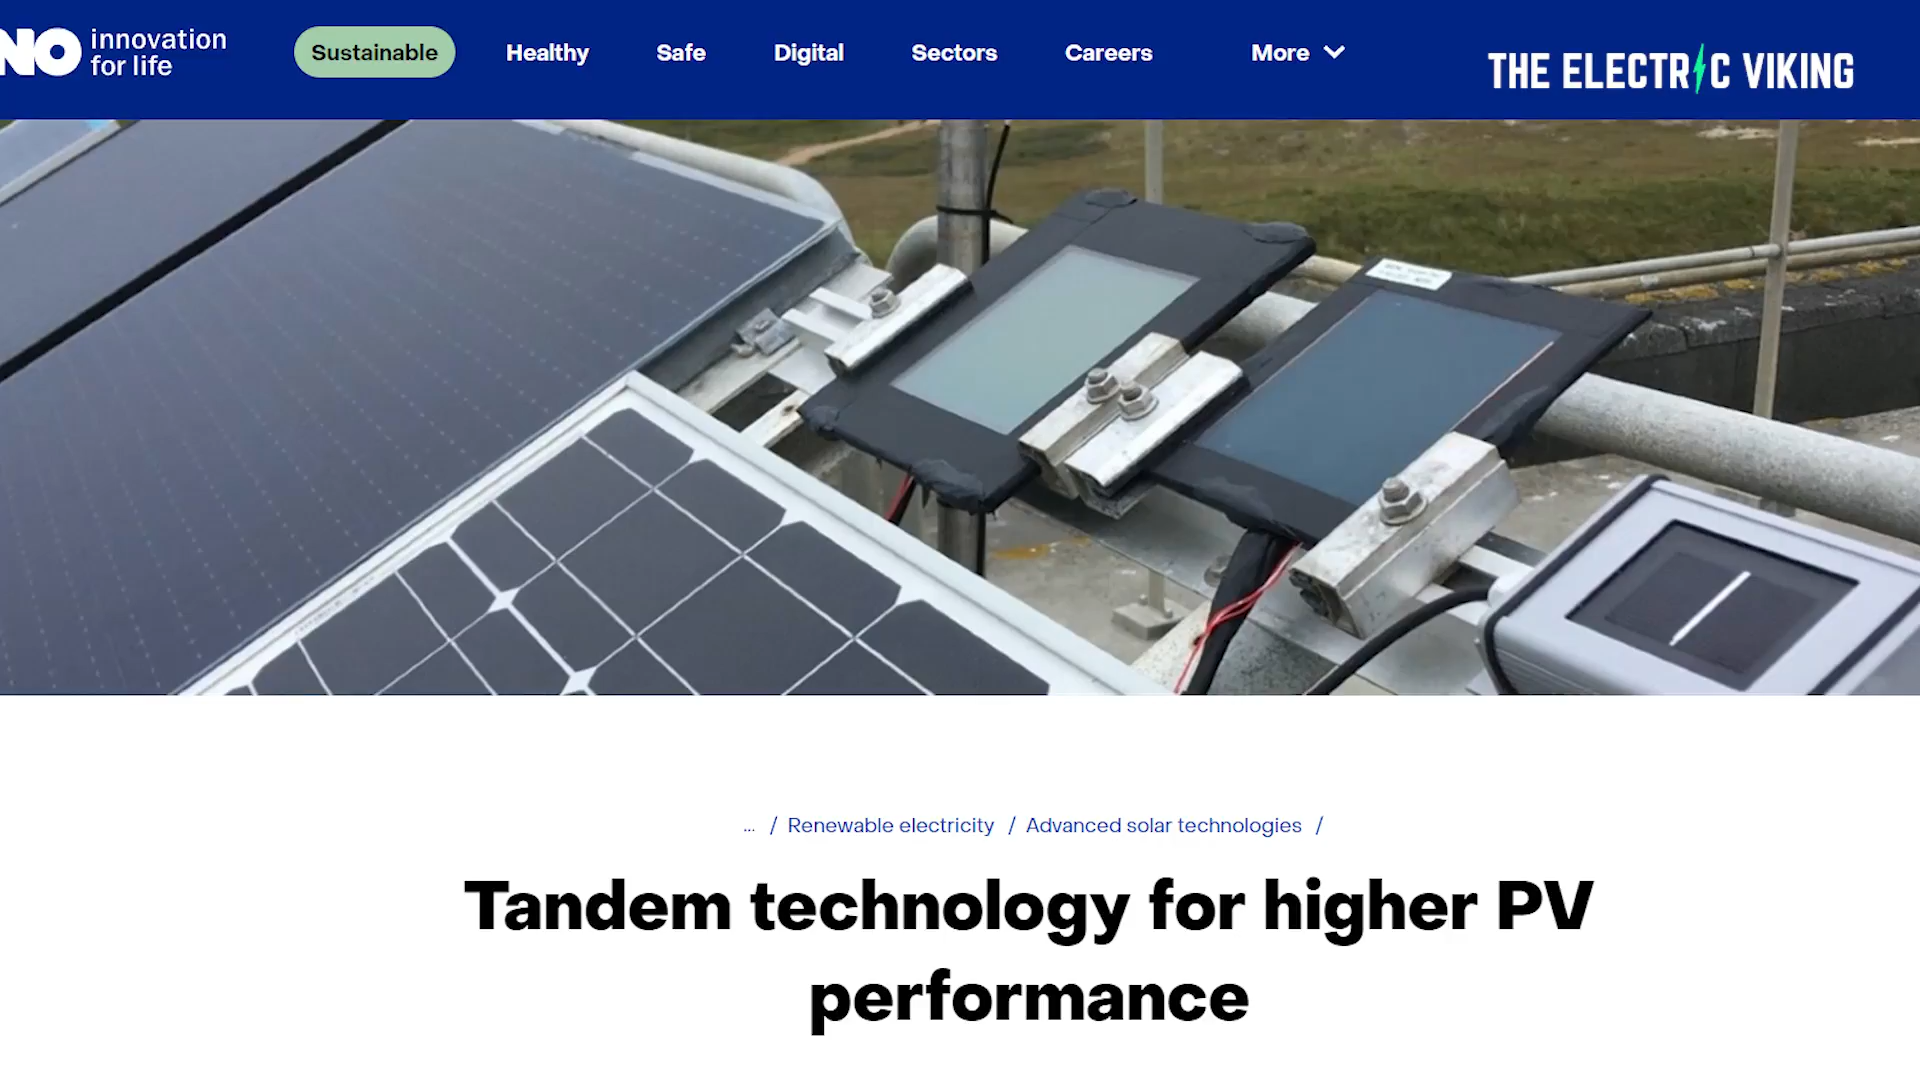 NO innovation
for life
Sustainable Healthy Safe Digital Sectors Careers More
THE ELECTRIC VIKING
... / Renewable electricity / Advanced solar technologies /
Tandem technology for higher PV
performance